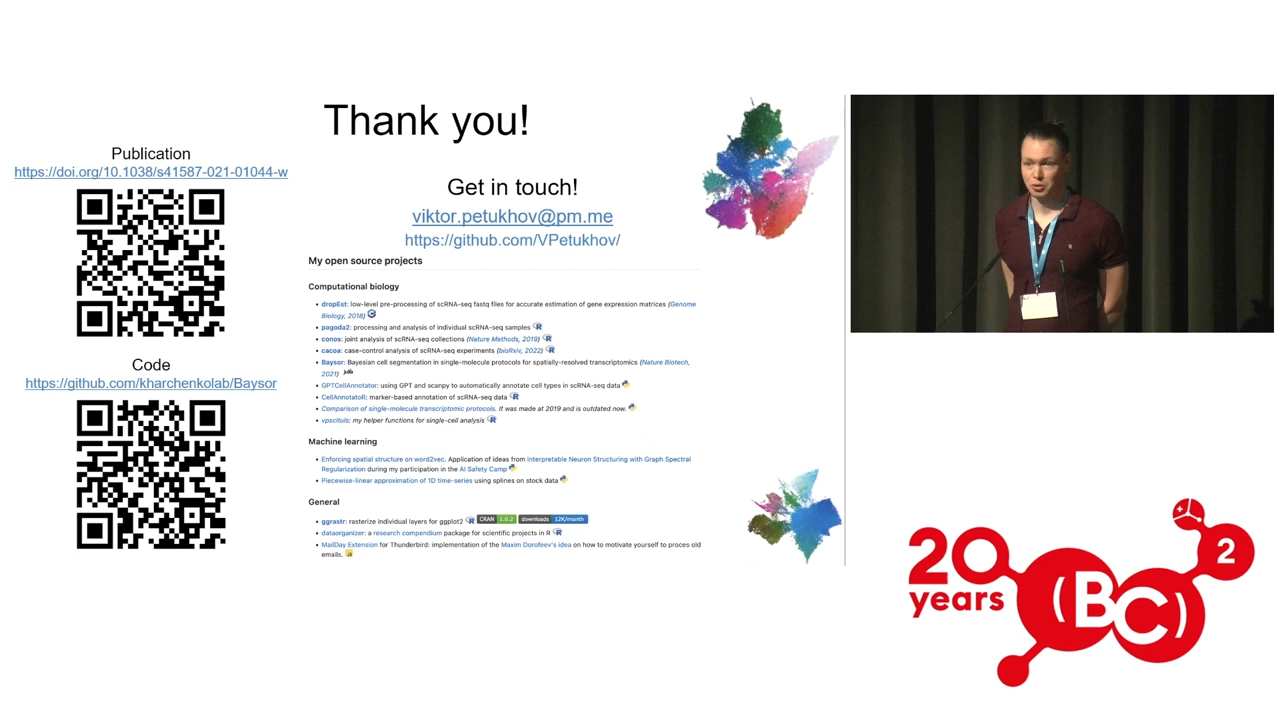 Thank you!
Publication
https://doi.org/10.1038/s41587-021-01044-w
Code
https://github.com/kharchenkolab/Baysor
Get in touch!
viktor.petukhov@pm.me
https://github.com/VPetukhov/
My open source projects
Computational biology
• dropEst: low-level pre-processing of scRNA-seq fastq files for accurate estimation of gene expression matrices (Genome
Biology, 2018)
• pagoda2: processing and analysis of individual scRNA-seq samples
• conos: joint analysis of scRNA-seq collections (Nature Methods, 2019)
• cacoa: case-control analysis of scRNA-seq experiments (bioRxiv, 2022)
• Baysor: Bayesian cell segmentation in single-molecule protocols for spatially-resolved transcriptomics (Nature Biotech,
2021)
• GPTCellAnnotator: using GPT and scanpy to automatically annotate cell types in scRNA-seq data
• CellAnnotatoR: marker-based annotation of scRNA-seq data
• Comparison of single-molecule transcriptomic protocols. It was made at 2019 and is outdated now.
• vpscituls: my helper functions for single-cell analysis
Machine learning
• Enforcing spatial structure on word2vec. Application of ideas from Interpretable Neuron Structuring with Graph Spectral
Regularization during my participation in the AI Safety Camp
• Piecewise-linear approximation of 1D time-series using splines on stock data
General
• ggrastr: rasterize individual layers for ggplot2 CRAN 1.0.2 downloads 12K/month
• dataorganizer: a research compendium package for scientific projects in R
• MailDay Extension for Thunderbird: implementation of the Maxim Dorofeev's idea on how to motivate yourself to proces old
emails.
20
years
(BC)
2